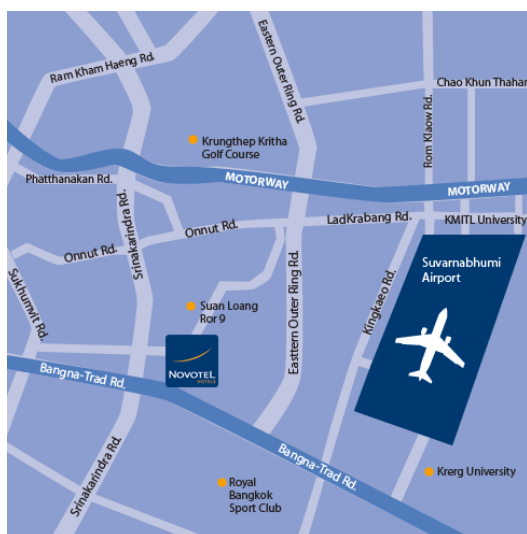 Ram Kham Haeng Rd.
Eastern Outer Ring Rd.
Chao Khun Thahar
Rom Klaow Rd.
Krungthep Kritha
Golf Course
MOTORWAY
MOTORWAY
Phatthanakan Rd.
Srinakarindra Rd.
Onnut Rd.
LadKrabang Rd.
KMITL University
Onnut Rd.
Sukhumvit Rd.
Suvarnabhumi
Airport
Kingkaeo Rd.
Easttern Outer Ring Rd.
Suan Loang
Ror 9
NOVOTEL
HOTELS
Bangna-Trad Rd.
Srinakarindra Rd.
Bangna-Trad Rd.
Krerg University
Royal
Bangkok
Sport Club